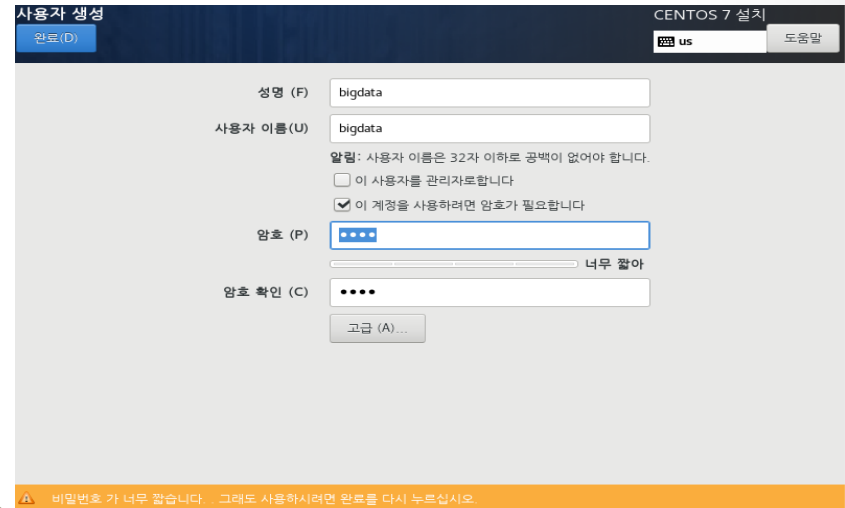 사용자 생성
CENTOS 7 설치
완료(D)
us
도움말
성명 (F)
bigdata
사용자 이름(U)
bigdata
알림: 사용자 이름은 32자 이하로 공백이 없어야 합니다.
이 사용자를 관리자로합니다
이 계정을 사용하려면 암호가 필요합니다
암호 (P)
••••
너무 짧아
암호 확인 (C)
••••
고급 (A)...
비밀번호 가 너무 짧습니다. . 그래도 사용하시려면 완료를 다시 누르십시오.